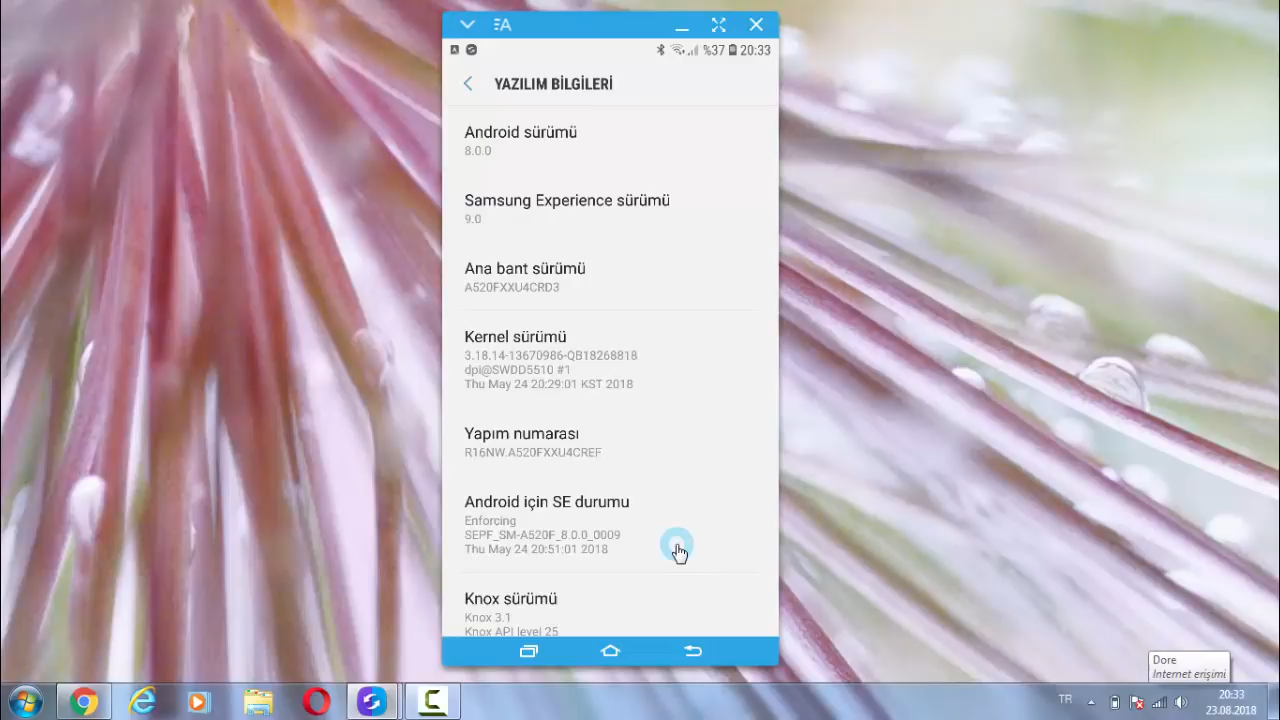 A
%37 20:33
YAZILIM BİLGİLERİ
Android sürümü
8.0.0
Samsung Experience sürümü
9.0
Ana bant sürümü
A520FXXU4CRD3
Kernel sürümü
3.18.14-13670986-QB18268818
dpi@SWDD5510 #1
Thu May 24 20:29:01 KST 2018
Yapım numarası
R16NW.A520FXXU4CREF
Android için SE durumu
Enforcing
SEPF_SM-A520F_8.0.0_0009
Thu May 24 20:51:01 2018
Knox sürümü
Knox 3.1
Knox API level 25
Dore
İnternet erişimi
TR
20:33
23.08.2018